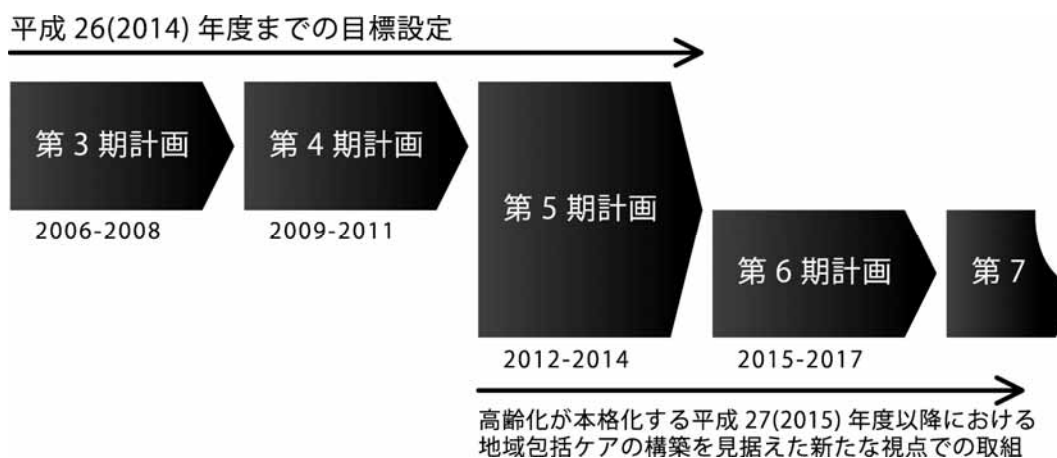 平成 26(2014) 年度までの目標設定
第 3 期計画
第 4 期計画
第 5 期計画
第 6 期計画
第 7
2006-2008
2009-2011
2012-2014
2015-2017
高齢化が本格化する平成 27(2015) 年度以降における
地域包括ケアの構築を見据えた新たな視点での取組